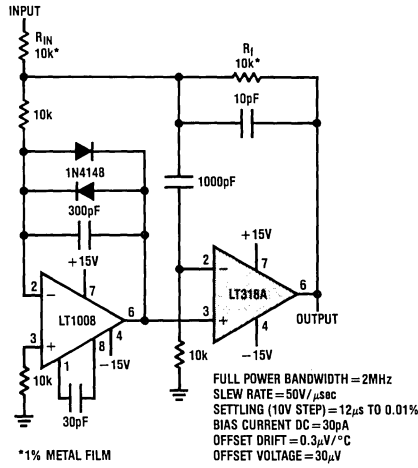 INPUT
RIN
10k*
Rf
10k*
10k
10pF
1N4148
1000pF
300pF
+15V
+15V
2
7
2
7
−
−
LT1008
6
LT318A
6
3
+
4
3
+
8
4
OUTPUT
1
−15V
−15V
10k
10k
30pF
FULL POWER BANDWIDTH = 2MHz
SLEW RATE = 50V/μsec
SETTLING (10V STEP) = 12μs TO 0.01%
BIAS CURRENT DC = 30pA
OFFSET DRIFT = 0.3μV/°C
OFFSET VOLTAGE = 30μV
*1% METAL FILM